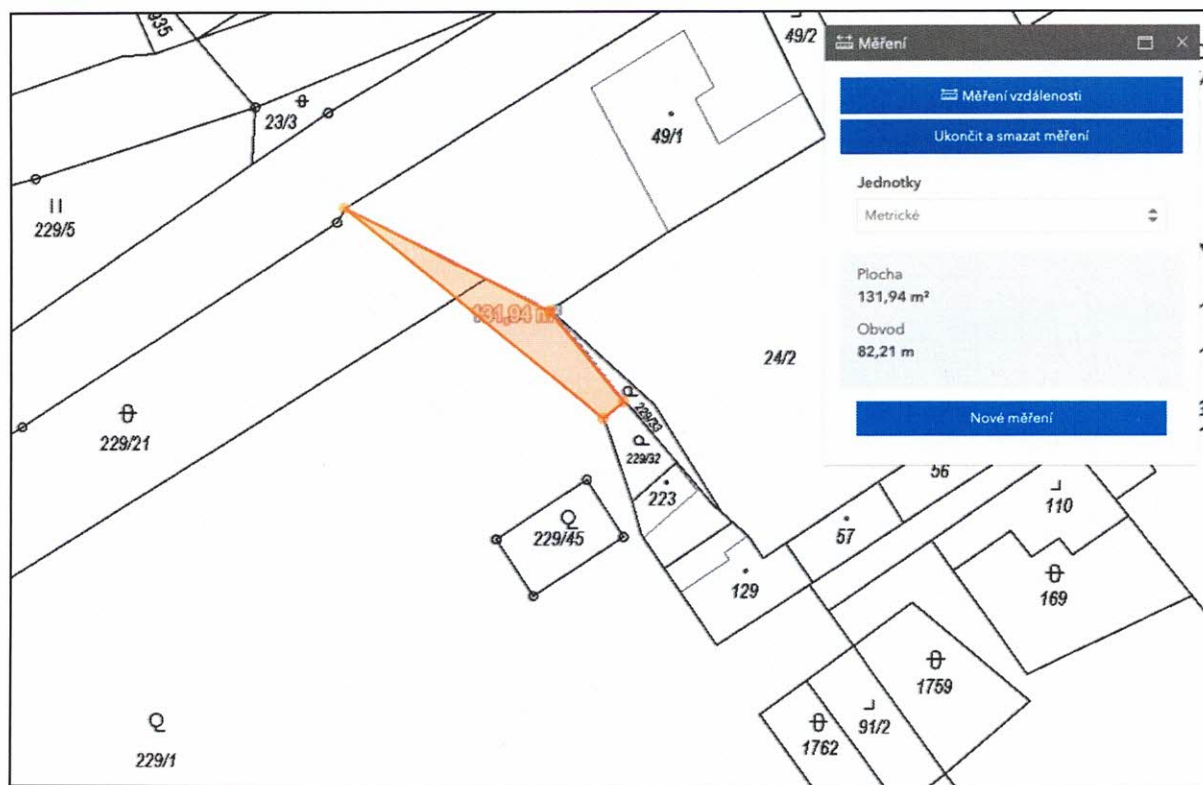 935
49/2
Měření
Měření vzdálenosti
Ukončit a smazat měření
Jednotky
Metrické
Plocha
131,94 m²
Obvod
82,21 m
Nové měření
23/3
49/1
229/5
131,94 m²
24/2
229/21
229/39
229/32
223
56
110
229/45
57
129
169
1759
91/2
1762
229/1